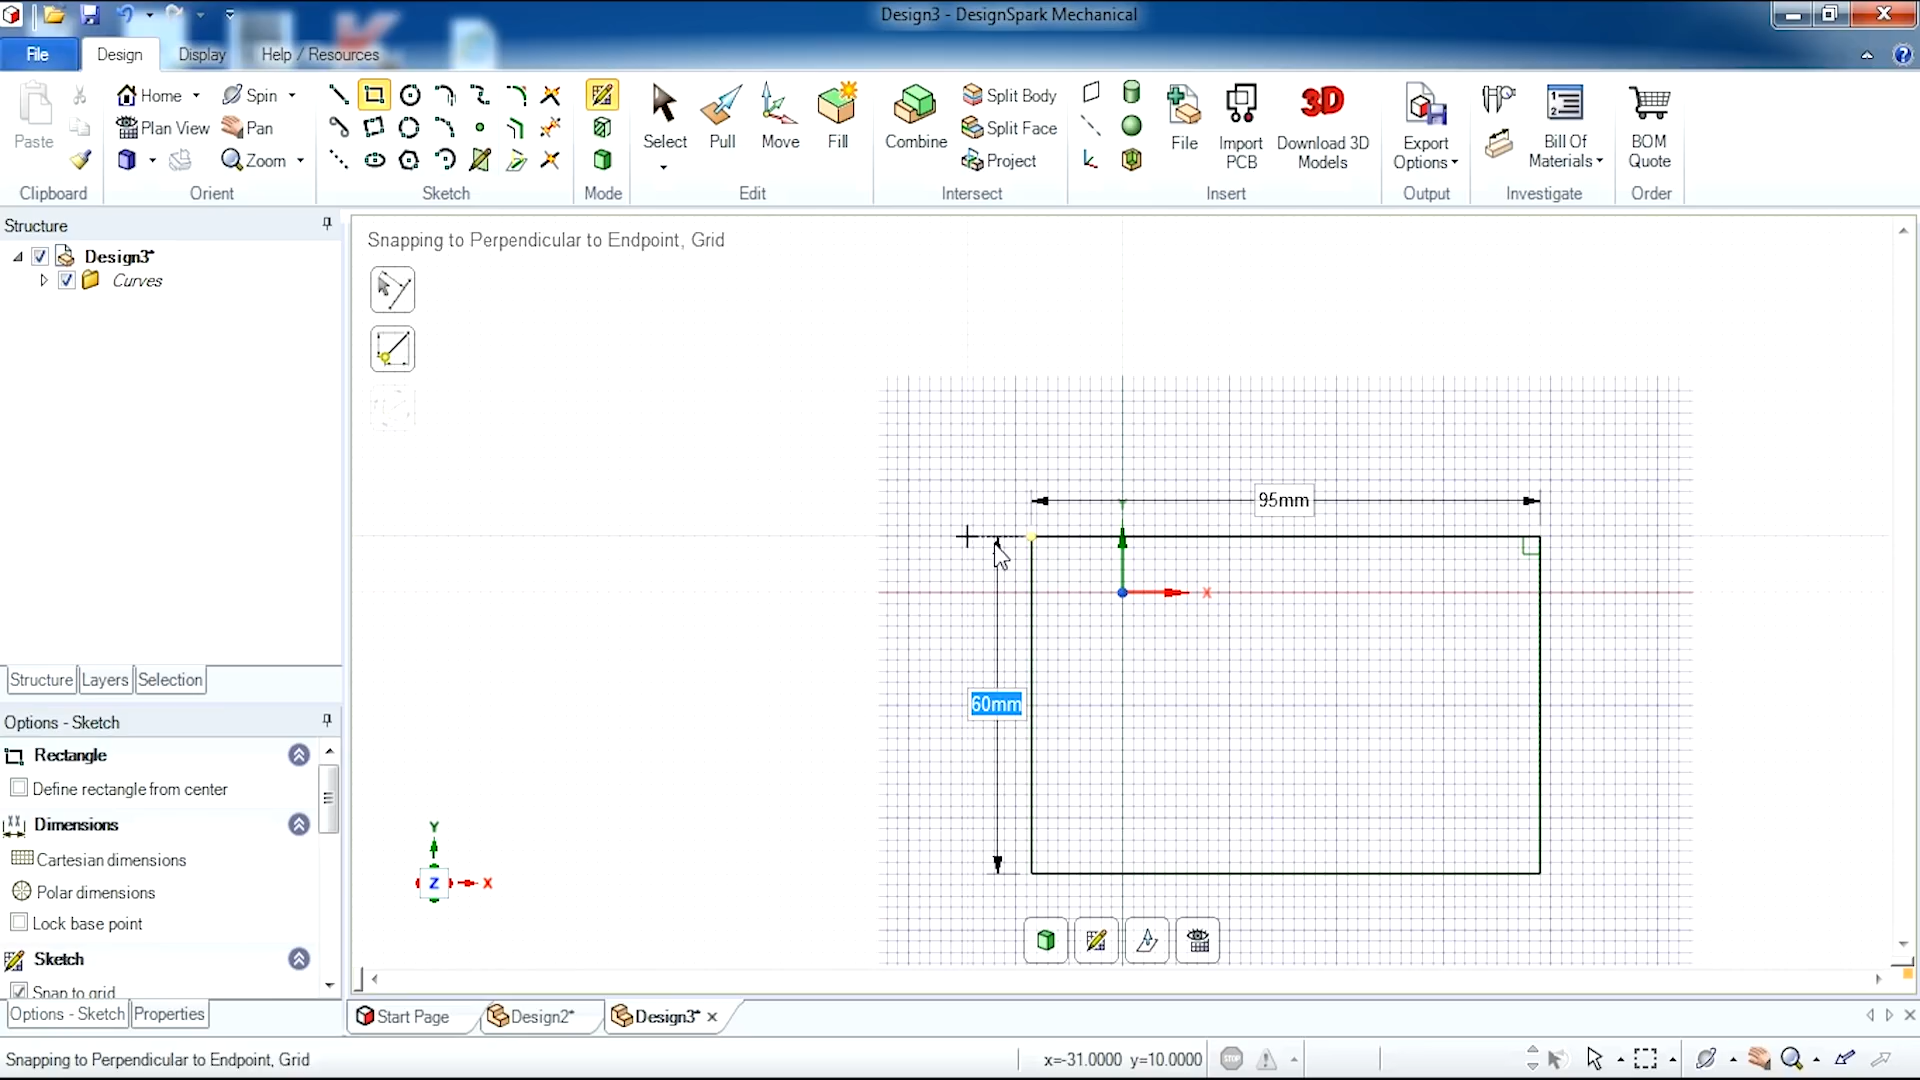 Design3 - DesignSpark Mechanical
File Design Display Help / Resources
Paste
Home Spin
Plan View Pan
Zoom
Select Pull Move Fill
Combine
Split Body
Split Face
Project
File Import PCB Download 3D Models
3D
Export Options
Bill Of Materials
BOM Quote
Clipboard Orient Sketch Mode Edit Intersect Insert Output Investigate Order
Structure
Design3*
Curves
Structure Layers Selection
Options - Sketch
Rectangle
Define rectangle from center
Dimensions
Cartesian dimensions
Polar dimensions
Lock base point
Sketch
Snap to grid
Options - Sketch Properties
Snapping to Perpendicular to Endpoint, Grid
95mm
Y
X
60mm
Y
Z X
Start Page Design2* Design3*
Snapping to Perpendicular to Endpoint, Grid
x=-31.0000 y=10.0000